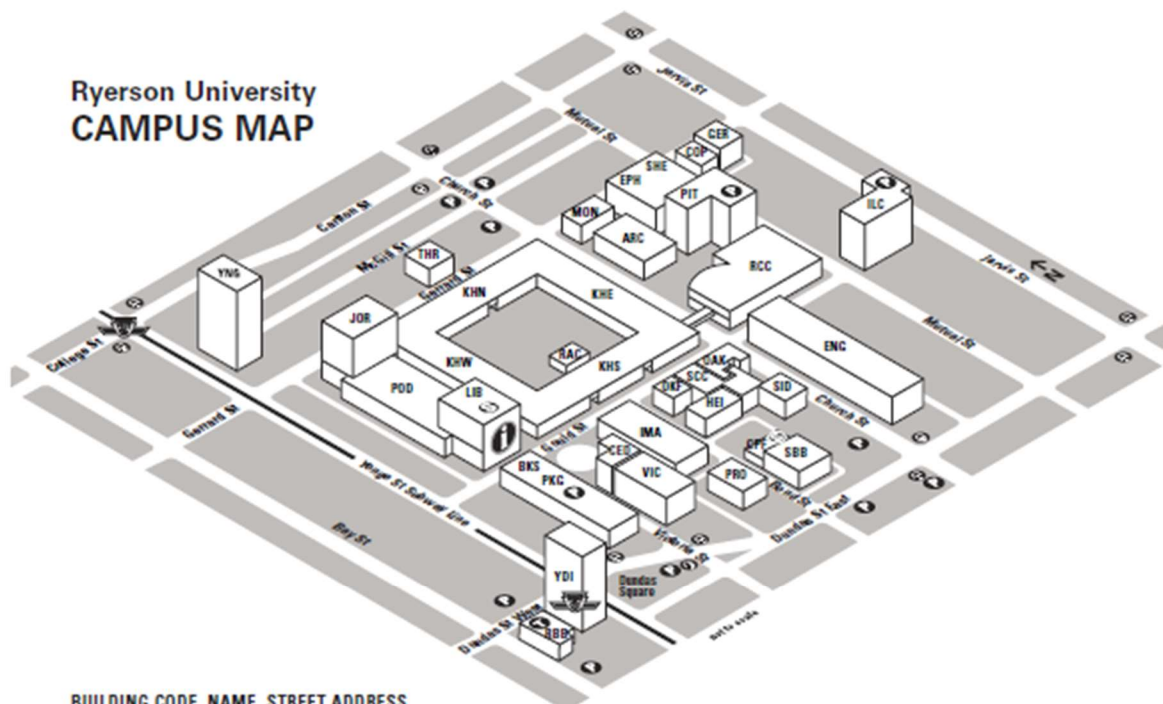 Ryerson University
CAMPUS MAP
Jarvis St
Mutual St
Church St
Carlton St
McGill St
Gerrard St
GER
COP
SHE
EPH
PIT
MON
ARC
ILC
THR
YNG
RCC
Jarvis St
N
KHN
KHE
JOR
KHW
RAC
KHS
Mutual St
ENG
College St
POD
LIB
OAK
SCC
OKF
HEI
SID
Church St
Gerrard St
Gould St
IMA
CED
VIC
PRO
OPF
SBB
Bond St
BKS
PKG
Yonge St Subway Line
Victoria
Dundas St East
Bay St
YDI
Dundas
Square
Dundas St West
RBB
not to scale
BUILDING CODE, NAME, STREET ADDRESS